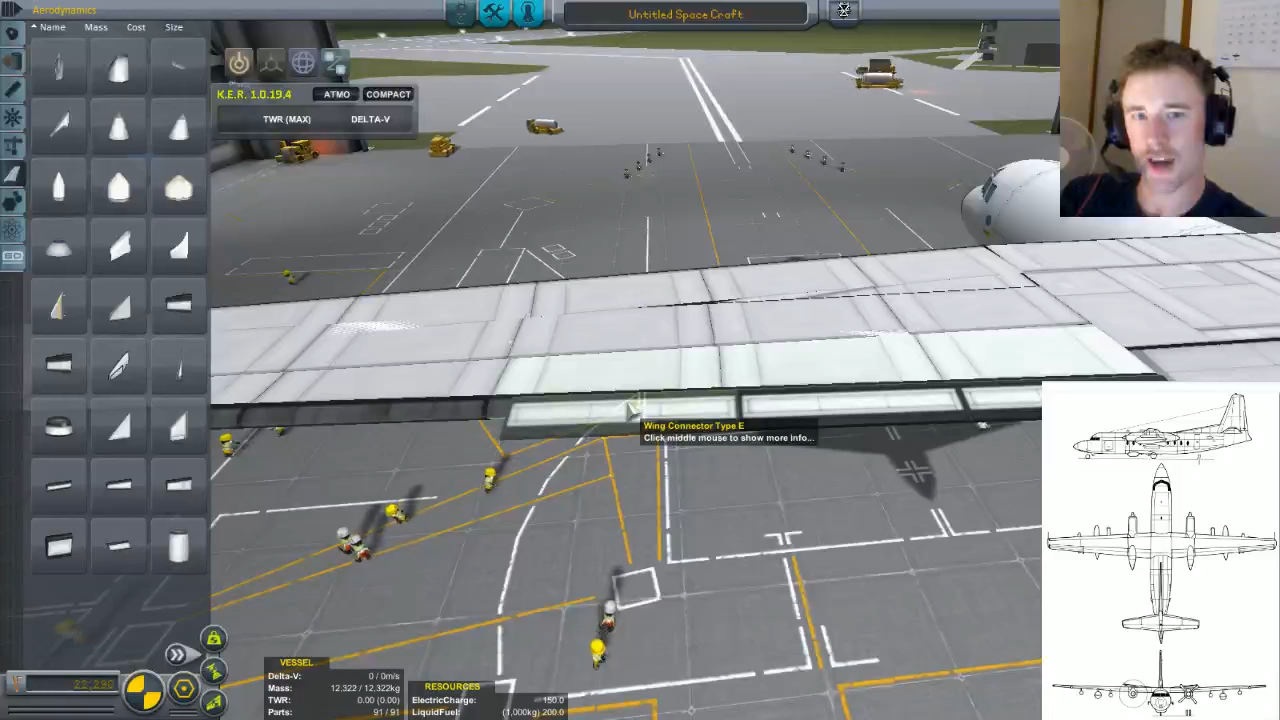 Aerodynamics
Untitled Space Craft
Name Mass Cost Size
K.E.R. 1.0.19.4 ATMO COMPACT
TWR (MAX) DELTA-V
Wing Connector Type E
Click middle mouse to show more info...
VESSEL
Delta-V: 0 / 0m/s
Mass: 12,322 / 12,322kg
TWR: 0.00 (0.00)
Parts: 91 / 91
RESOURCES
ElectricCharge: 150.0
LiquidFuel: (1,000kg) 200.0